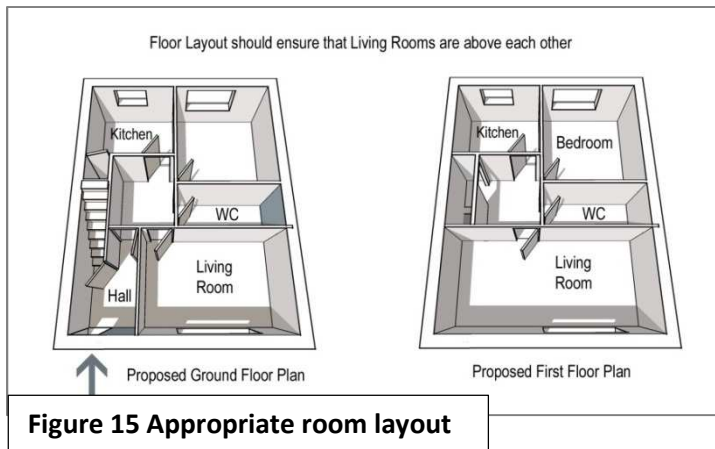 Floor Layout should ensure that Living Rooms are above each other
Kitchen
WC
Living
Room
Hall
Proposed Ground Floor Plan
Kitchen
Bedroom
WC
Living
Room
Proposed First Floor Plan
Figure 15 Appropriate room layout